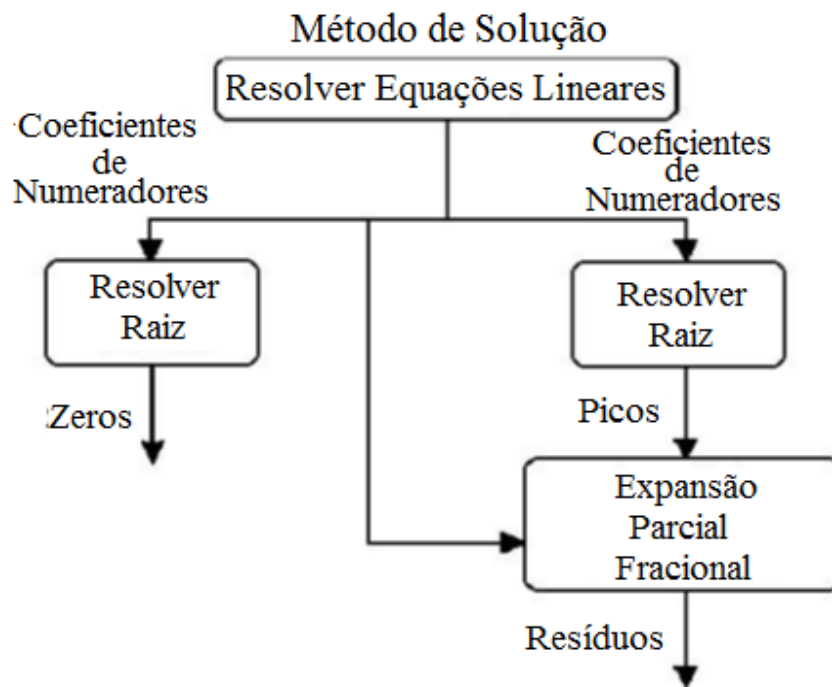 Método de Solução
Resolver Equações Lineares
Coeficientes
de
Numeradores
Coeficientes
de
Numeradores
Resolver
Raiz
Resolver
Raiz
Zeros
Picos
Expansão
Parcial
Fracional
Resíduos